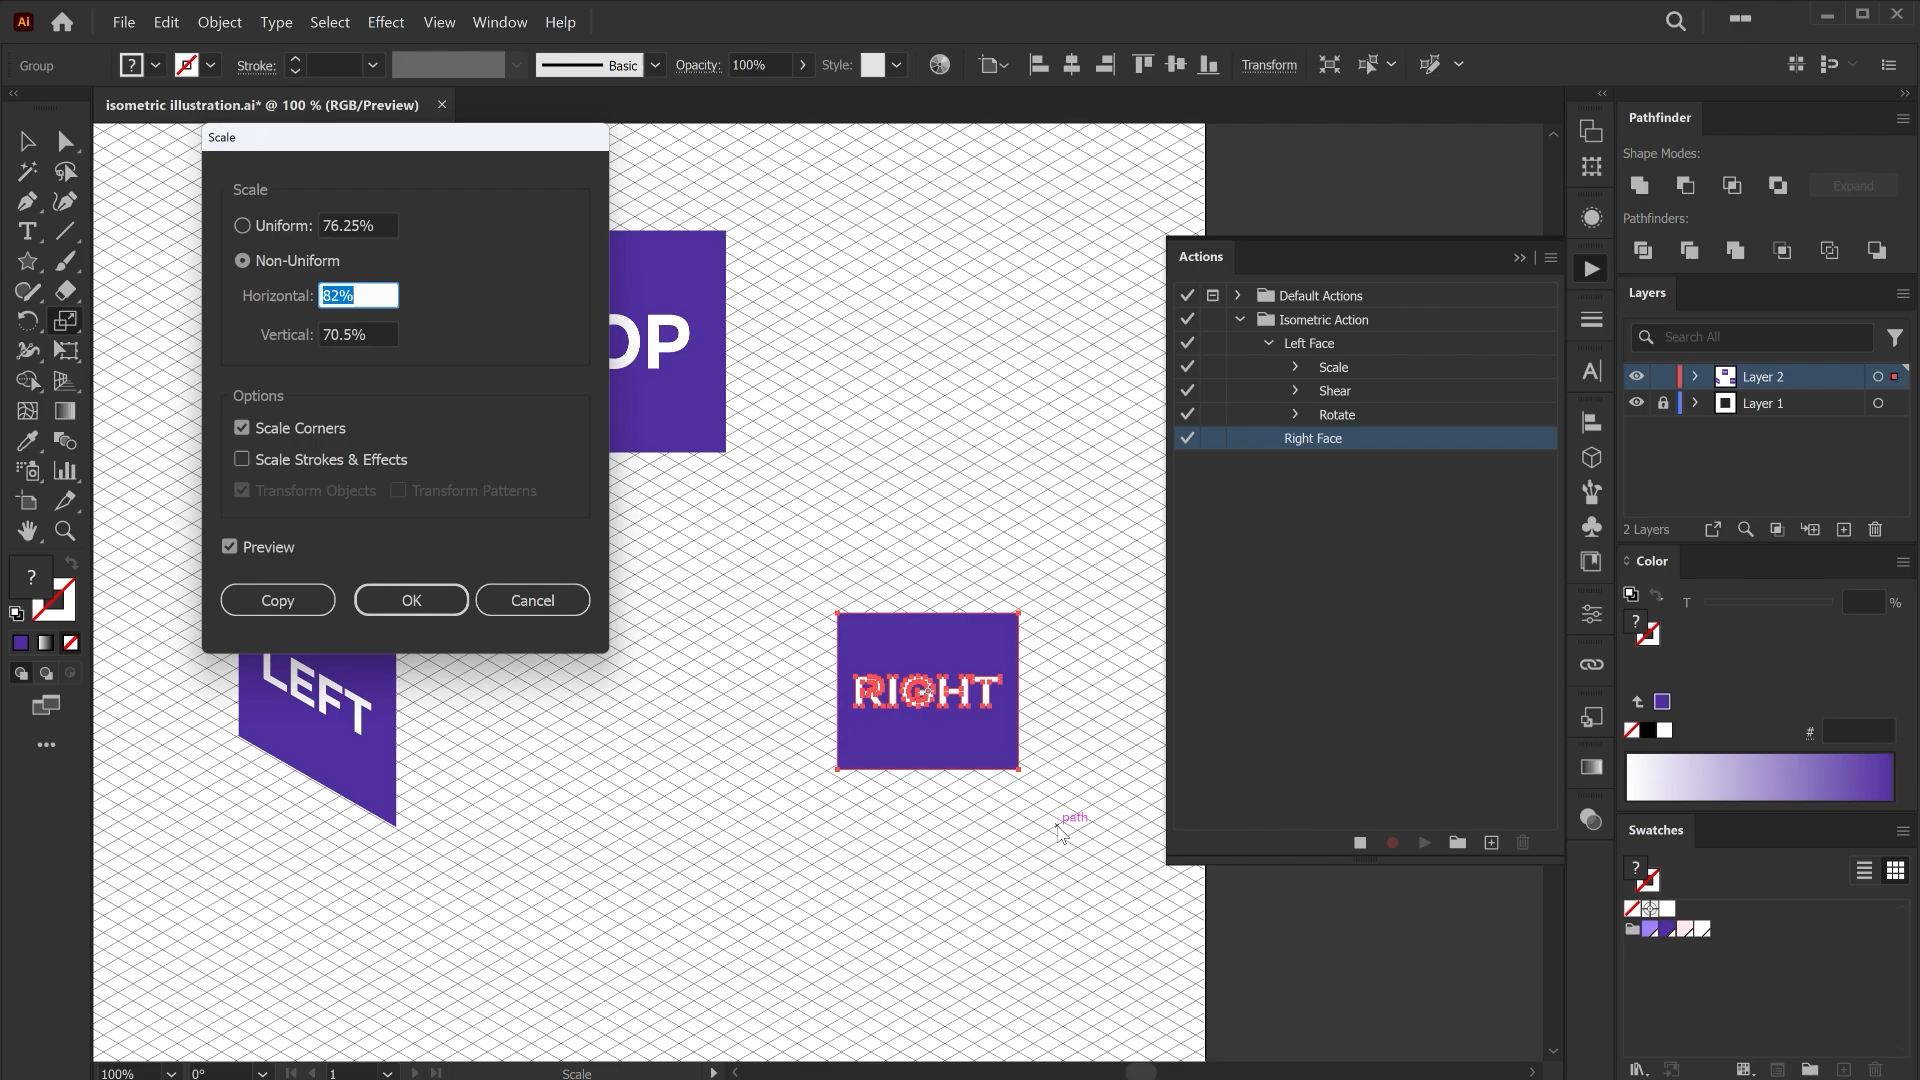 Ai
File Edit Object Type Select Effect View Window Help
Group
?
Stroke:
Basic
Opacity: 100%
Style:
Transform
isometric illustration.ai* @ 100 % (RGB/Preview)
Scale
Scale
Uniform: 76.25%
Non-Uniform
Horizontal: 82%
Vertical: 70.5%
Options
Scale Corners
Scale Strokes & Effects
Transform Objects Transform Patterns
Preview
Copy OK Cancel
OP
LEFT
RIGHT
path
Actions
Default Actions
Isometric Action
Left Face
Scale
Shear
Rotate
Right Face
Pathfinder
Shape Modes:
Expand
Pathfinders:
Layers
Search All
Layer 2
Layer 1
2 Layers
Color
T %
?
#
Swatches
?
?
100% 0° 1 Scale